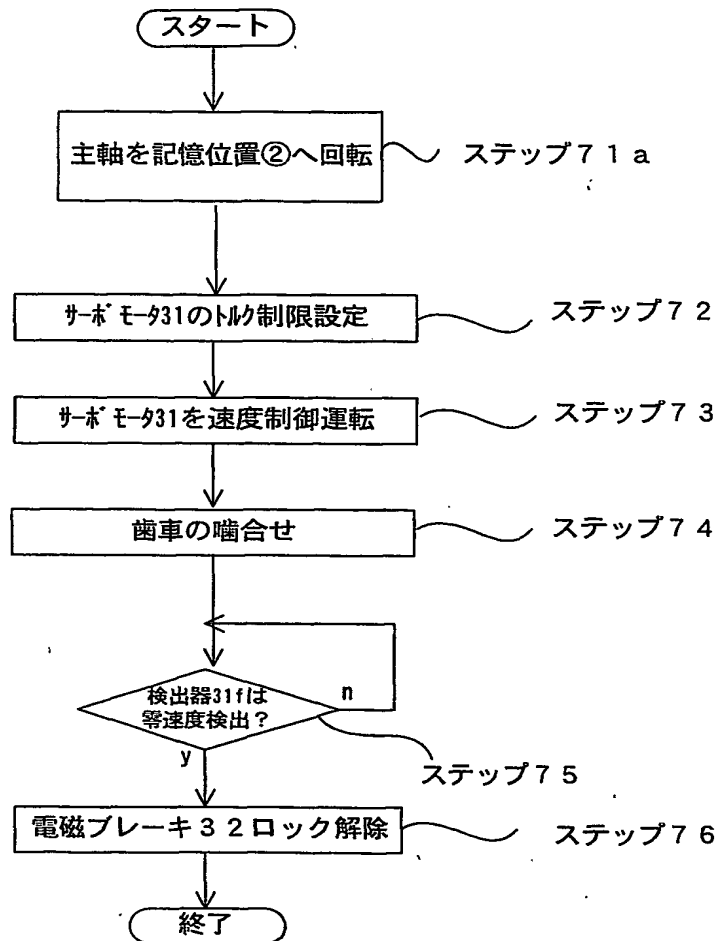 スタート
主軸を記憶位置②へ回転
ステップ71a
ｻｰﾎﾞﾓｰﾀ31のﾄﾙｸ制限設定
ステップ72
ｻｰﾎﾞﾓｰﾀ31を速度制御運転
ステップ73
歯車の噛合せ
ステップ74
検出器31fは
零速度検出？
n
y
ステップ75
電磁ブレーキ32ロック解除
ステップ76
終了